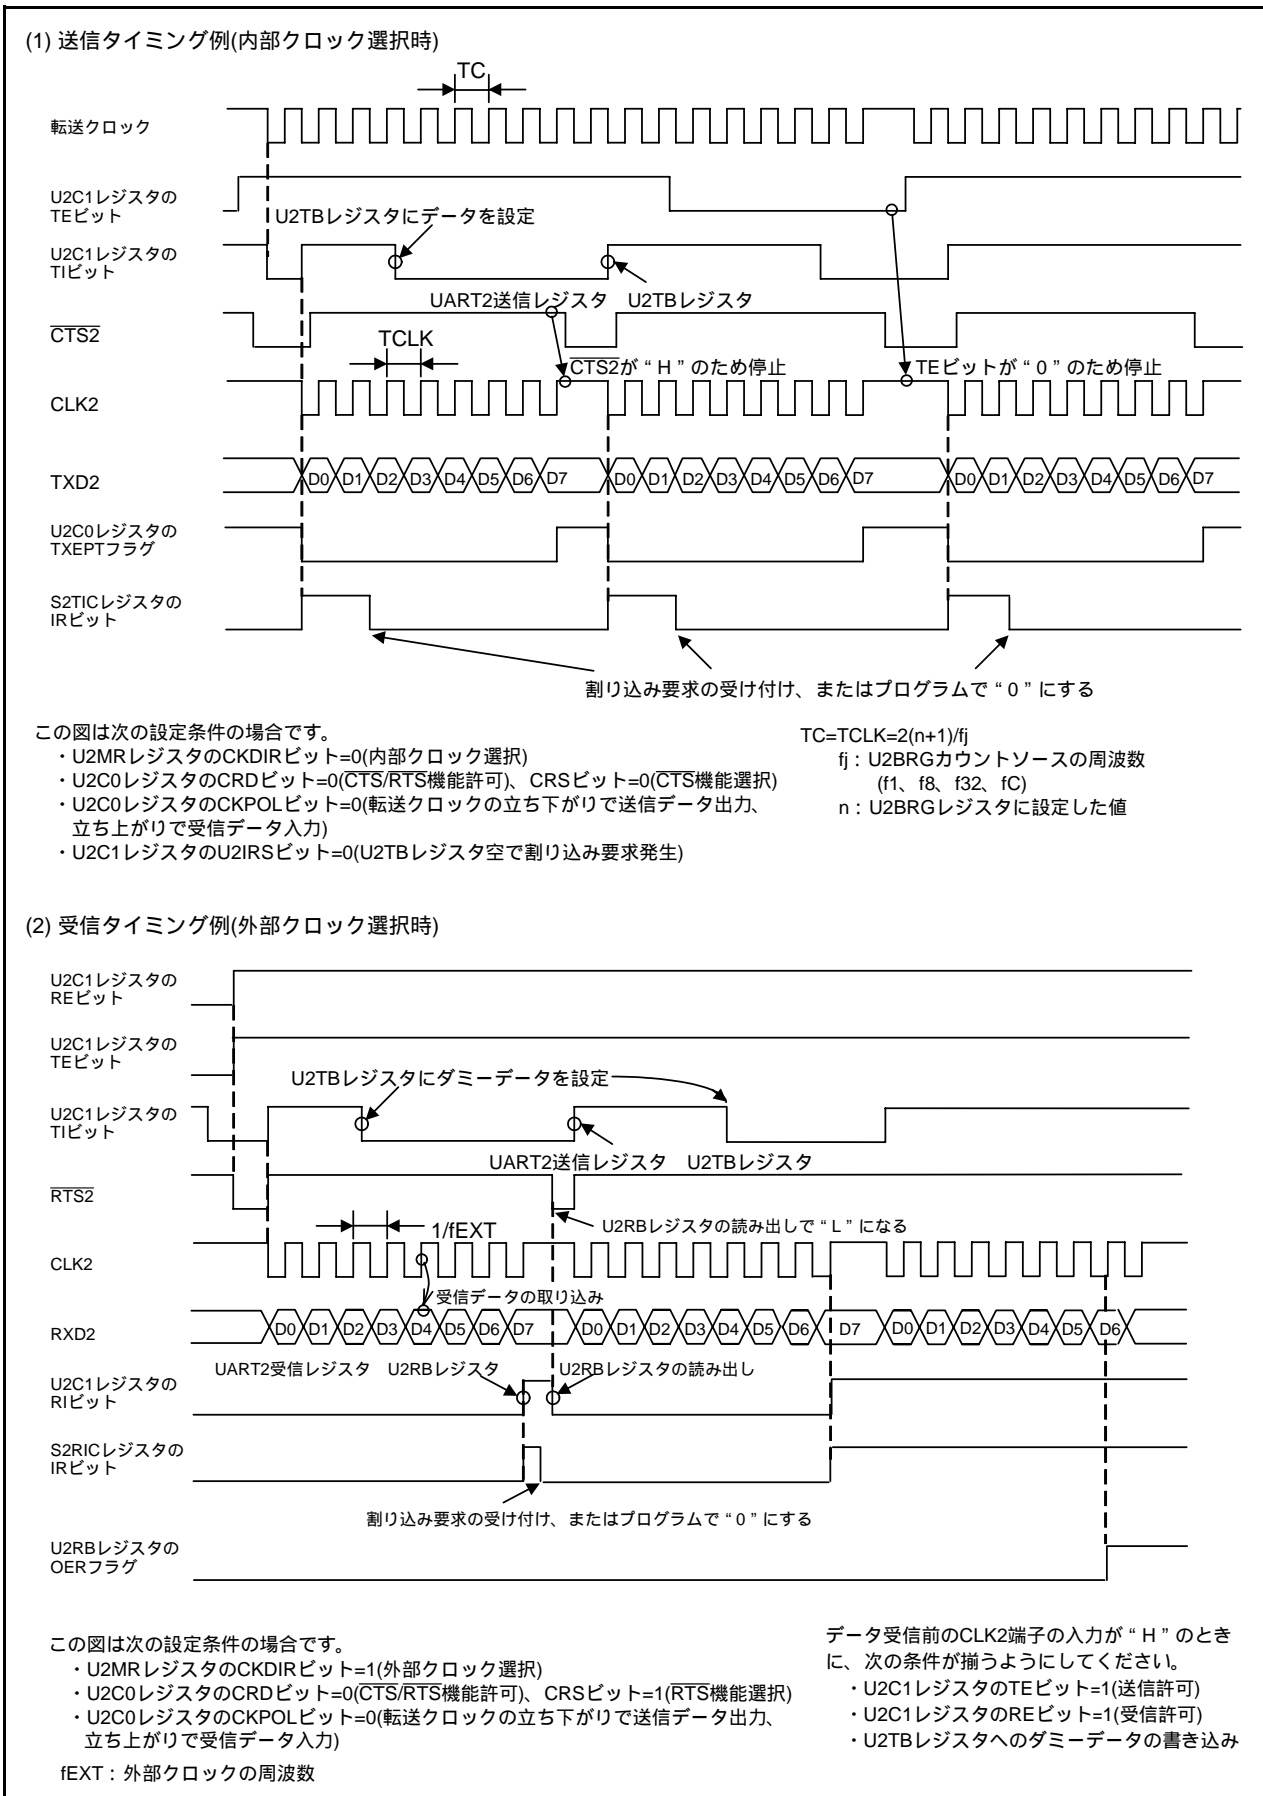 (1) 送信タイミング例(内部クロック選択時)
TC
転送クロック
U2C1レジスタの
TEビット
U2TBレジスタにデータを設定
U2C1レジスタの
TIビット
UART2送信レジスタ U2TBレジスタ
CTS2
TCLK
CTS2が“H”のため停止
TEビットが“0”のため停止
CLK2
TXD2
D0 D1 D2 D3 D4 D5 D6 D7 D0 D1 D2 D3 D4 D5 D6 D7 D0 D1 D2 D3 D4 D5 D6 D7
U2C0レジスタの
TXEPTフラグ
S2TICレジスタの
IRビット
割り込み要求の受け付け、またはプログラムで“0”にする
この図は次の設定条件の場合です。
・U2MRレジスタのCKDIRビット=0(内部クロック選択)
・U2C0レジスタのCRDビット=0(CTS/RTS機能許可)、CRSビット=0(CTS機能選択)
・U2C0レジスタのCKPOLビット=0(転送クロックの立ち下がりで送信データ出力、
立ち上がりで受信データ入力)
・U2C1レジスタのU2IRSビット=0(U2TBレジスタ空で割り込み要求発生)
TC=TCLK=2(n+1)/fj
fj：U2BRGカウントソースの周波数
(f1、f8、f32、fC)
n：U2BRGレジスタに設定した値
(2) 受信タイミング例(外部クロック選択時)
U2C1レジスタの
REビット
U2C1レジスタの
TEビット
U2TBレジスタにダミーデータを設定
U2C1レジスタの
TIビット
UART2送信レジスタ U2TBレジスタ
RTS2
U2RBレジスタの読み出しで“L”になる
1/fEXT
CLK2
受信データの取り込み
RXD2
D0 D1 D2 D3 D4 D5 D6 D7 D0 D1 D2 D3 D4 D5 D6 D7 D0 D1 D2 D3 D4 D5 D6
UART2受信レジスタ U2RBレジスタ
U2RBレジスタの読み出し
U2C1レジスタの
RIビット
S2RICレジスタの
IRビット
割り込み要求の受け付け、またはプログラムで“0”にする
U2RBレジスタの
OERフラグ
この図は次の設定条件の場合です。
・U2MRレジスタのCKDIRビット=1(外部クロック選択)
・U2C0レジスタのCRDビット=0(CTS/RTS機能許可)、CRSビット=1(RTS機能選択)
・U2C0レジスタのCKPOLビット=0(転送クロックの立ち下がりで送信データ出力、
立ち上がりで受信データ入力)
fEXT：外部クロックの周波数
データ受信前のCLK2端子の入力が“H”のとき
に、次の条件が揃うようにしてください。
・U2C1レジスタのTEビット=1(送信許可)
・U2C1レジスタのREビット=1(受信許可)
・U2TBレジスタへのダミーデータの書き込み